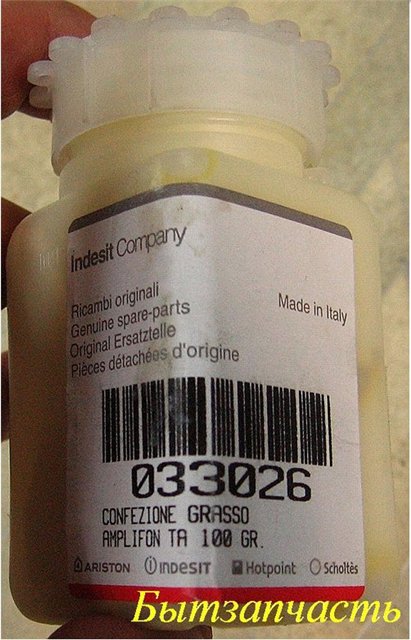 indesit Company
Ricambi originali
Genuine spare-parts
Original Ersatztelle
Pièces détachées d'origine
Made in Italy
033026
CONFEZIONE GRASSO
AMPLIFON TA 100 GR.
ARISTON indesit Hotpoint Scholtès
Бытзапчасть